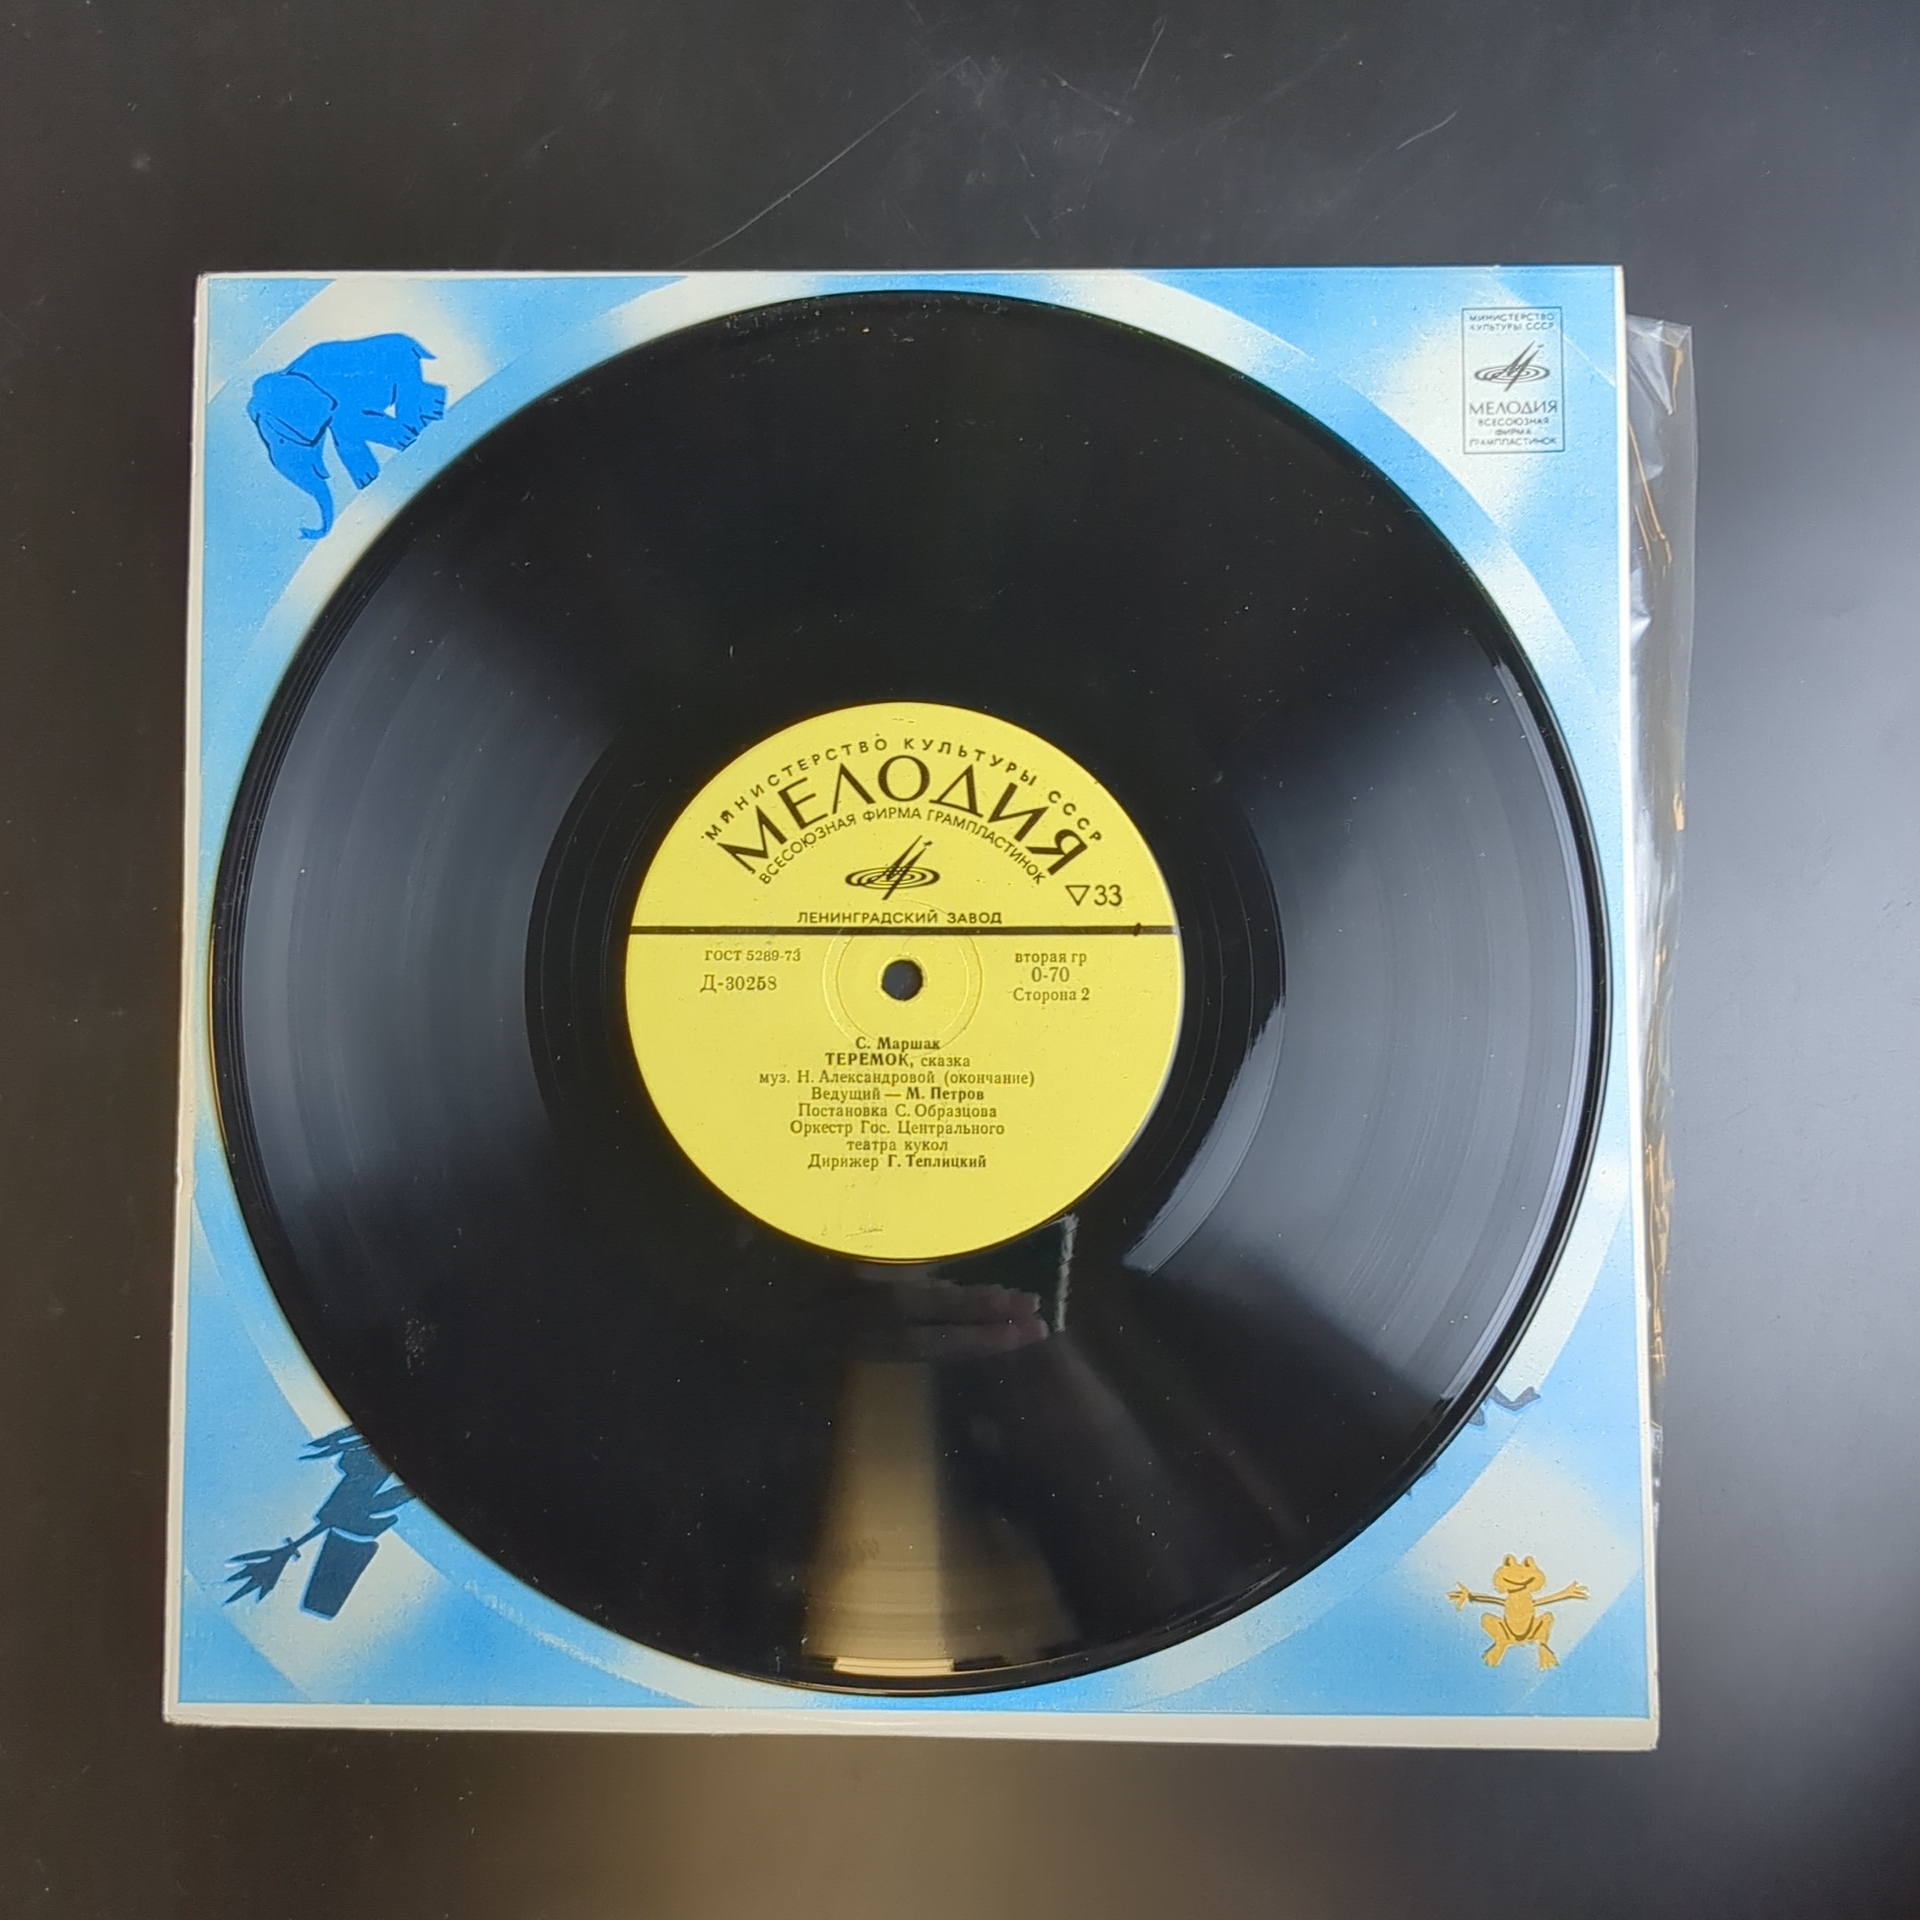 МИНИСТЕРСТВО
КУЛЬТУРЫ СССР
МЕЛОДИЯ
ВСЕСОЮЗНАЯ
ФИРМА
ГРАМПЛАСТИНОК
МИНИСТЕРСТВО КУЛЬТУРЫ СССР
МЕЛОДИЯ
ВСЕСОЮЗНАЯ ФИРМА ГРАМПЛАСТИНОК
▽33
ЛЕНИНГРАДСКИЙ ЗАВОД
ГОСТ 5289-73
Д-30258
вторая гр
0-70
Сторона 2
С. Маршак
ТЕРЕМОК, сказка
муз. Н. Александровой (окончание)
Ведущий — М. Петров
Постановка С. Образцова
Оркестр Гос. Центрального
театра кукол
Дирижер Г. Теплицкий